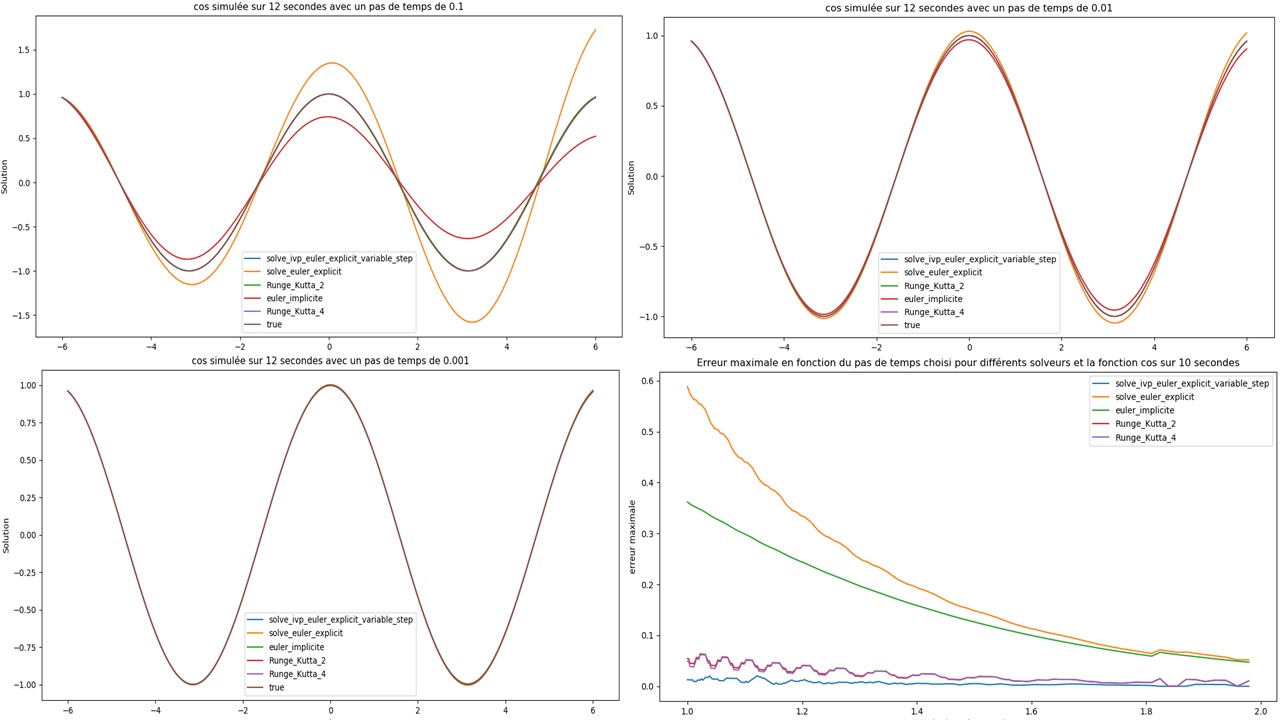 cos simulée sur 12 secondes avec un pas de temps de 0.1
Solution
1.5
1.0
0.5
0.0
−0.5
−1.0
−1.5
solve_ivp_euler_explicit_variable_step
solve_euler_explicit
Runge_Kutta_2
euler_implicite
Runge_Kutta_4
true
−6
−4
−2
0
2
4
6
cos simulée sur 12 secondes avec un pas de temps de 0.01
Solution
1.0
0.5
0.0
−0.5
−1.0
solve_ivp_euler_explicit_variable_step
solve_euler_explicit
Runge_Kutta_2
euler_implicite
Runge_Kutta_4
true
−6
−4
−2
0
2
4
6
cos simulée sur 12 secondes avec un pas de temps de 0.001
Solution
1.00
0.75
0.50
0.25
0.00
−0.25
−0.50
−0.75
−1.00
solve_ivp_euler_explicit_variable_step
solve_euler_explicit
euler_implicite
Runge_Kutta_2
Runge_Kutta_4
true
−6
−4
−2
0
2
4
6
Erreur maximale en fonction du pas de temps choisi pour différents solveurs et la fonction cos sur 10 secondes
erreur maximale
0.6
0.5
0.4
0.3
0.2
0.1
0.0
solve_ivp_euler_explicit_variable_step
solve_euler_explicit
euler_implicite
Runge_Kutta_2
Runge_Kutta_4
1.0
1.2
1.4
1.6
1.8
2.0